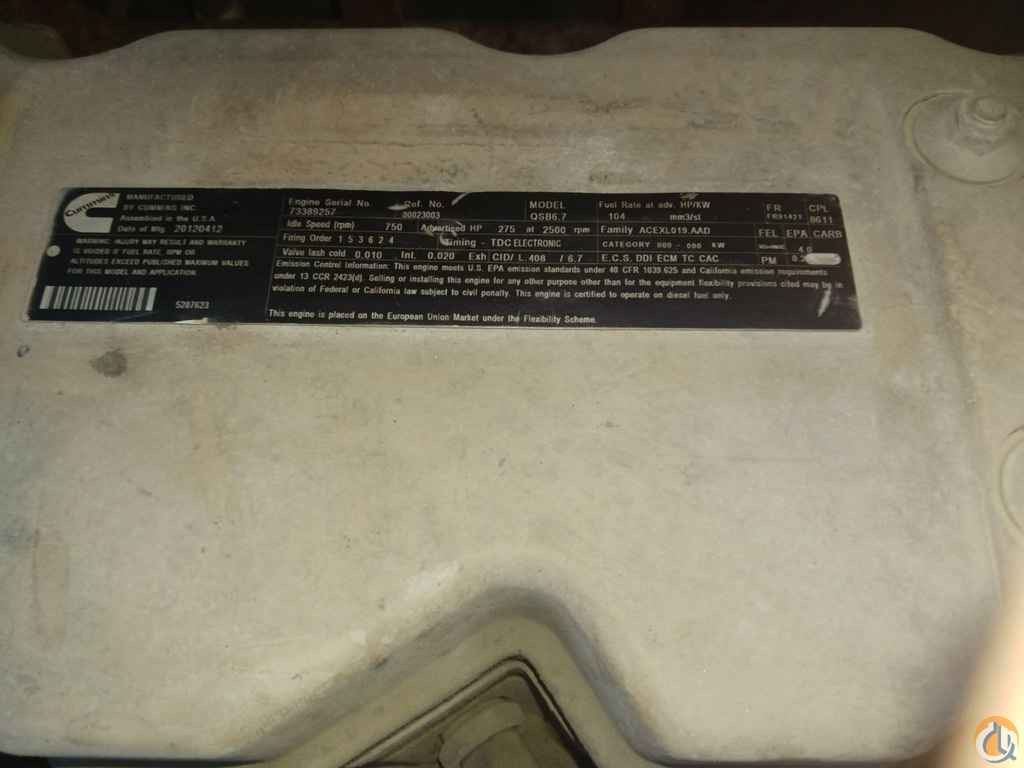 Cummins
MANUFACTURED
BY CUMMINS INC.
Assembled in the U.S.A
Date of Mfg. 20120412
WARNING: INJURY MAY RESULT AND WARRANTY
IS VOIDED IF FUEL RATE, RPM OR
ALTITUDES EXCEED PUBLISHED MAXIMUM VALUES
FOR THIS MODEL AND APPLICATION.
5287623
Engine Serial No. Ref. No. MODEL Fuel Rate at adv. HP/KW FR CPL
73389257 00023003 QSB6.7 104 mm3/st FR91421 8611
Idle Speed (rpm) 750 Advertised HP 275 at 2500 rpm Family ACEXL019.AAD FEL EPA CARB
Firing Order 1 5 3 6 2 4 Timing - TDC ELECTRONIC CATEGORY 000 - 000 KW 4.0
Valve lash cold 0.010 Int. 0.020 Exh CID/ L 408 / 6.7 E.C.S. DDI ECM TC CAC PM
Emission Control Information: This engine meets U.S. EPA emission standards under 40 CFR 1039.625 and California emission requirements
under 13 CCR 2423(d). Selling or installing this engine for any other purpose other than for the equipment flexibility provisions cited may be in
violation of Federal or California law subject to civil penalty. This engine is certified to operate on diesel fuel only.
This engine is placed on the European Union Market under the Flexibility Scheme.